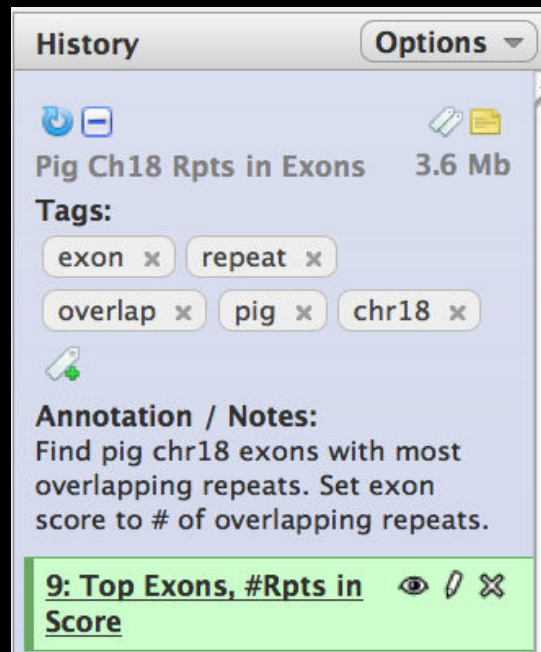 History Options
Pig Ch18 Rpts in Exons 3.6 Mb
Tags:
exon x repeat x
overlap x pig x chr18 x
Annotation / Notes:
Find pig chr18 exons with most
overlapping repeats. Set exon
score to # of overlapping repeats.
9: Top Exons, #Rpts in
Score